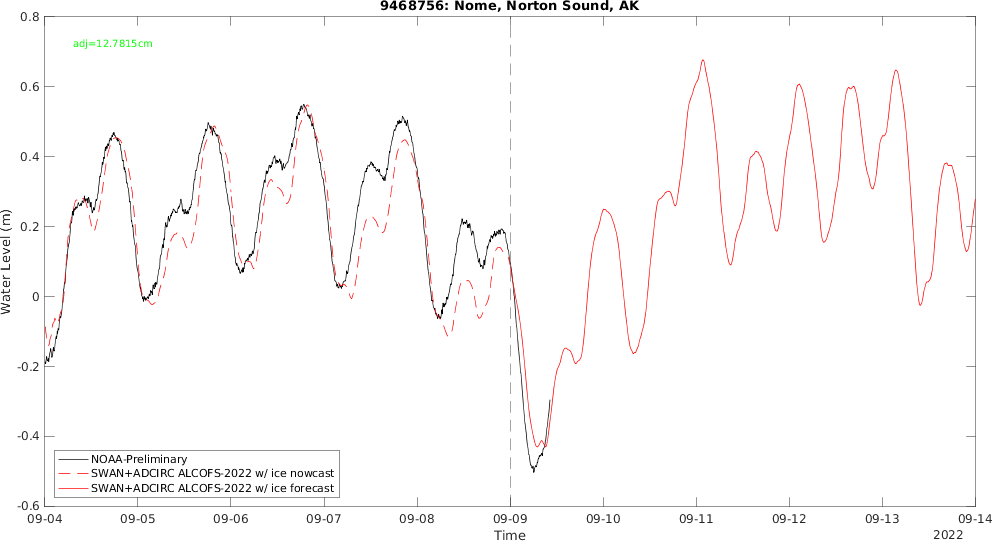 9468756: Nome, Norton Sound, AK
adj=12.7815cm
Water Level (m)
0.8
0.6
0.4
0.2
0
-0.2
-0.4
-0.6
NOAA-Preliminary
SWAN+ADCIRC ALCOFS-2022 w/ ice nowcast
SWAN+ADCIRC ALCOFS-2022 w/ ice forecast
09-04 09-05 09-06 09-07 09-08 09-09 09-10 09-11 09-12 09-13 09-14
Time
2022